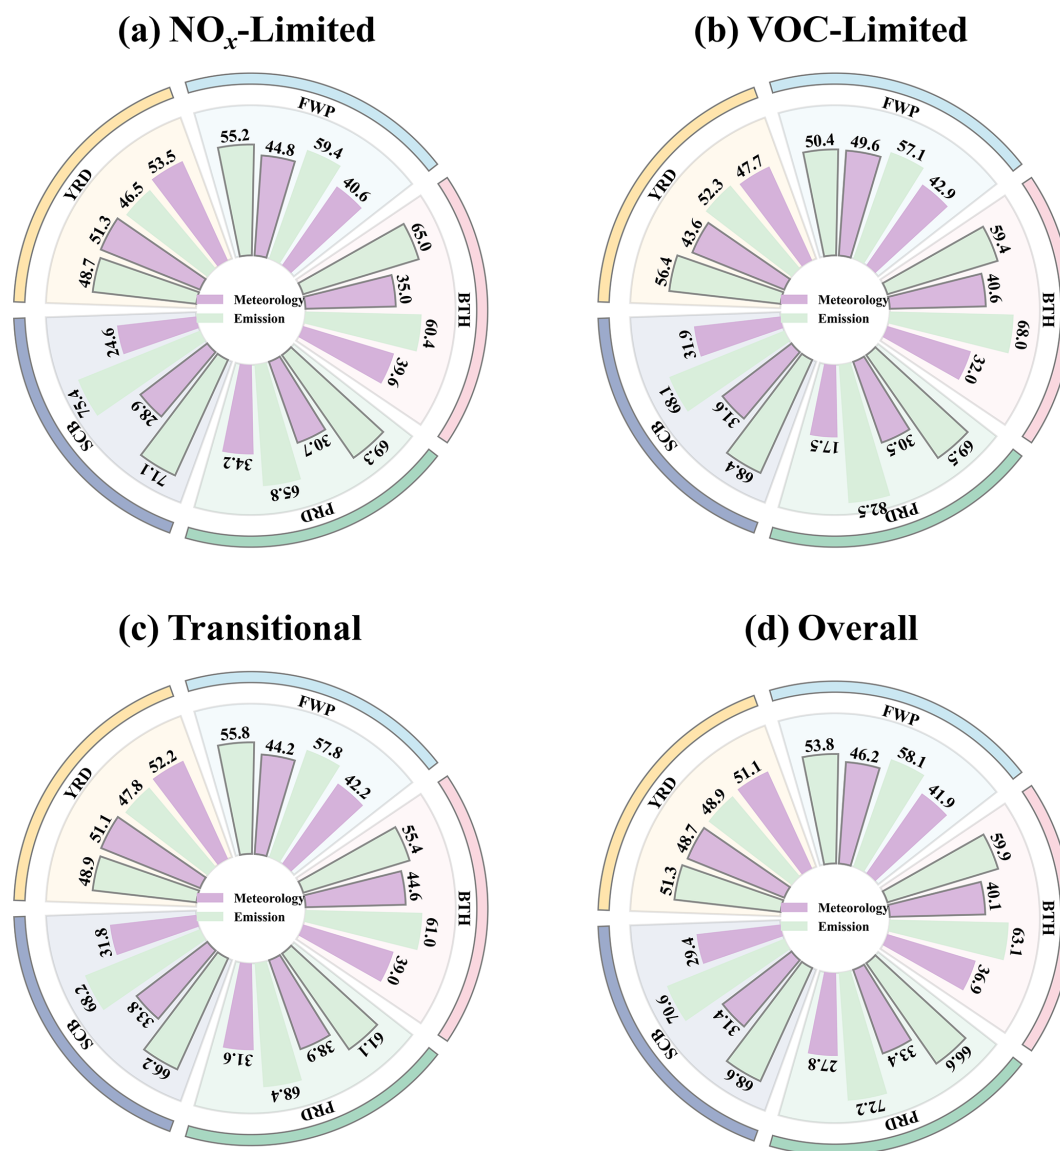 (a) NOx-Limited
FWP
55.2
44.8
59.4
40.6
BTH
65.0
35.0
60.4
39.6
PRD
69.3
30.7
65.8
34.2
SCB
71.1
28.9
75.4
24.6
YRD
48.7
51.3
46.5
53.5
Meteorology
Emission
(b) VOC-Limited
FWP
50.4
49.6
57.1
42.9
BTH
59.4
40.6
68.0
32.0
PRD
69.5
30.5
82.5
17.5
SCB
68.4
31.6
68.1
31.9
YRD
56.4
43.6
52.3
47.7
Meteorology
Emission
(c) Transitional
FWP
55.8
44.2
57.8
42.2
BTH
55.4
44.6
61.0
39.0
PRD
61.1
38.9
68.4
31.6
SCB
66.2
33.8
68.2
31.8
YRD
48.9
51.1
47.8
52.2
Meteorology
Emission
(d) Overall
FWP
53.8
46.2
58.1
41.9
BTH
59.9
40.1
63.1
36.9
PRD
66.6
33.4
72.2
27.8
SCB
68.6
31.4
70.6
29.4
YRD
51.3
48.7
48.9
51.1
Meteorology
Emission